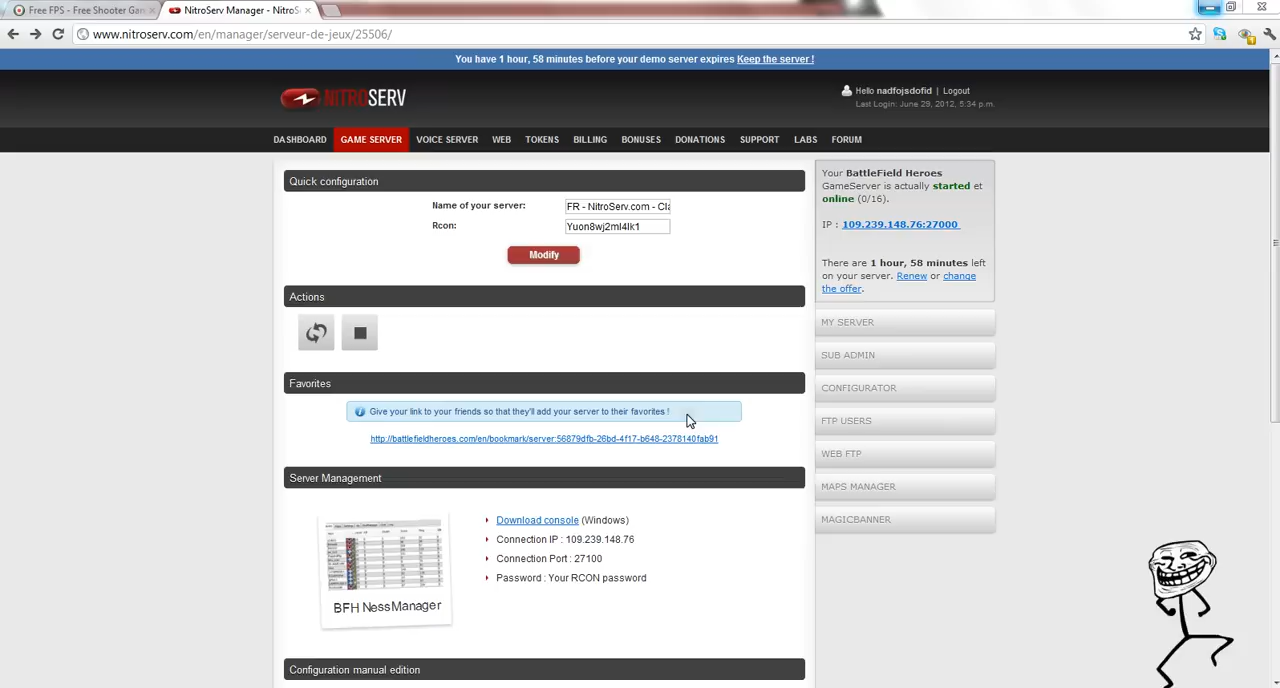 Free FPS - Free Shooter Gam
NitroServ Manager - NitroS
www.nitroserv.com/en/manager/serveur-de-jeux/25506/
You have 1 hour, 58 minutes before your demo server expires Keep the server !
NITROSERV
Hello nadfojsdofid | Logout
Last Login: June 29, 2012, 5:34 p.m.
DASHBOARD GAME SERVER VOICE SERVER WEB TOKENS BILLING BONUSES DONATIONS SUPPORT LABS FORUM
Quick configuration
Name of your server: FR - NitroServ.com - Cla
Rcon: Yuon8wj2ml4lk1
Modify
Actions
Favorites
Give your link to your friends so that they'll add your server to their favorites !
http://battlefieldheroes.com/en/bookmark/server:56879dfb-26bd-4f17-b648-2378140fab91
Server Management
BFH NessManager
Download console (Windows)
Connection IP : 109.239.148.76
Connection Port : 27100
Password : Your RCON password
Configuration manual edition
Your BattleField Heroes
GameServer is actually started et
online (0/16).
IP : 109.239.148.76:27000
There are 1 hour, 58 minutes left
on your server. Renew or change
the offer.
MY SERVER
SUB ADMIN
CONFIGURATOR
FTP USERS
WEB FTP
MAPS MANAGER
MAGICBANNER